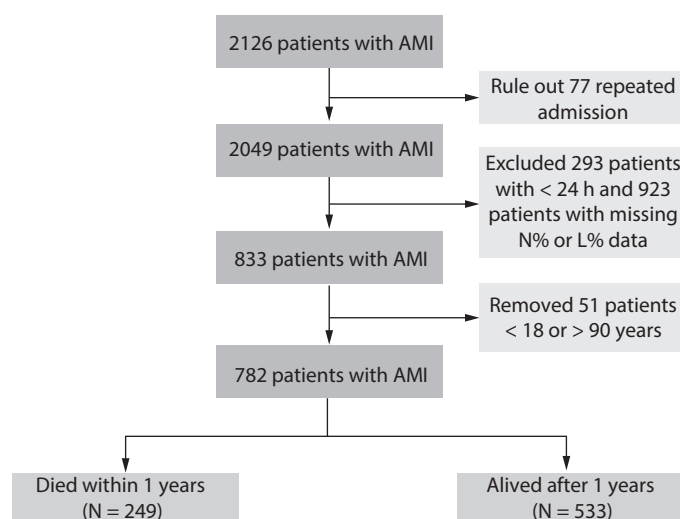 2126 patients with AMI
Rule out 77 repeated
admission
2049 patients with AMI
Excluded 293 patients
with < 24 h and 923
patients with missing
N% or L% data
833 patients with AMI
Removed 51 patients
< 18 or > 90 years
782 patients with AMI
Died within 1 years
(N = 249)
Alived after 1 years
(N = 533)